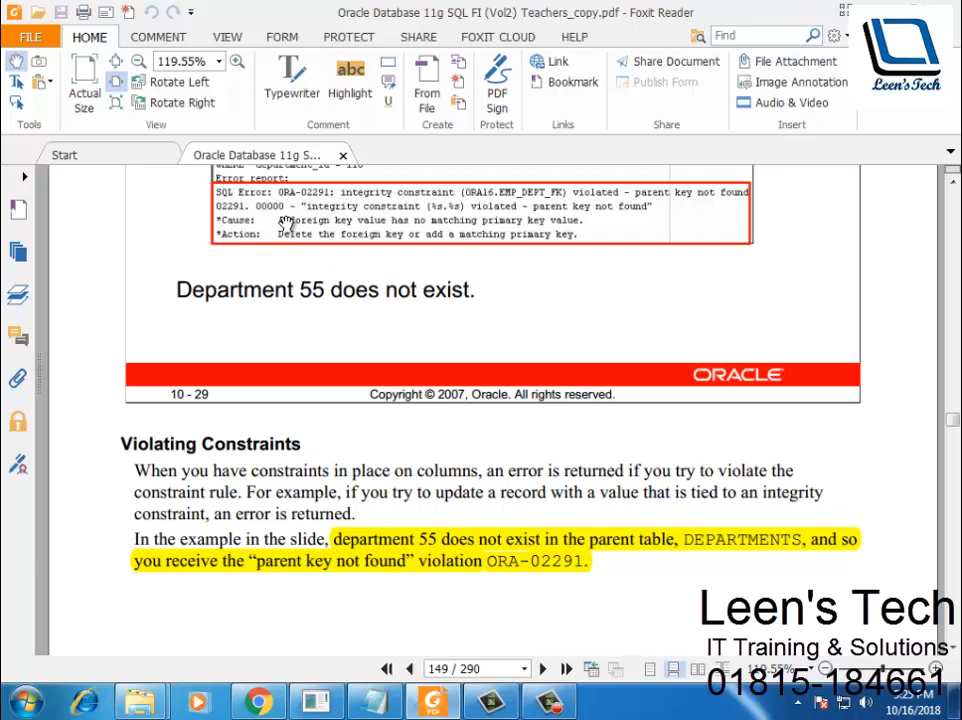 Oracle Database 11g SQL FI (Vol2) Teachers_copy.pdf - Foxit Reader
FILE HOME COMMENT VIEW FORM PROTECT SHARE FOXIT CLOUD HELP Find
119.55%
Actual Size
Rotate Left
Rotate Right
Typewriter Highlight
From File
PDF Sign
Link
Bookmark
Share Document
Publish Form
File Attachment
Image Annotation
Audio & Video
Tools View Comment Create Protect Links Share Insert
Leen'sTech
Start Oracle Database 11g S...
Error report:
SQL Error: ORA-02291: integrity constraint (ORA16.EMP_DEPT_FK) violated - parent key not found
02291. 00000 - "integrity constraint (%s.%s) violated - parent key not found"
*Cause: A foreign key value has no matching primary key value.
*Action: Delete the foreign key or add a matching primary key.
Department 55 does not exist.
ORACLE
10 - 29 Copyright © 2007, Oracle. All rights reserved.
Violating Constraints
When you have constraints in place on columns, an error is returned if you try to violate the
constraint rule. For example, if you try to update a record with a value that is tied to an integrity
constraint, an error is returned.
In the example in the slide, department 55 does not exist in the parent table, DEPARTMENTS, and so
you receive the “parent key not found” violation ORA-02291.
Leen's Tech
IT Training & Solutions
01815-184661
149 / 290
119.55%
PDF
10/16/2018